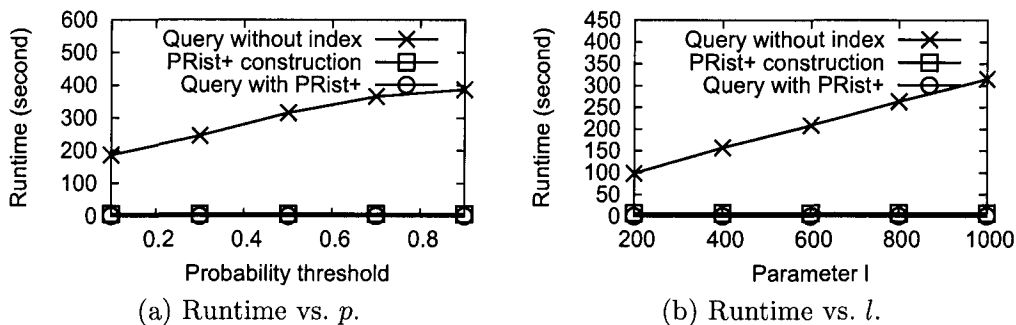 Runtime (second)
600
500
400
300
200
100
0
Query without index
PRist+ construction
Query with PRist+
0.2 0.4 0.6 0.8
Probability threshold
(a) Runtime vs. p.
Runtime (second)
450
400
350
300
250
200
150
100
50
0
Query without index
PRist+ construction
Query with PRist+
200 400 600 800 1000
Parameter l
(b) Runtime vs. l.